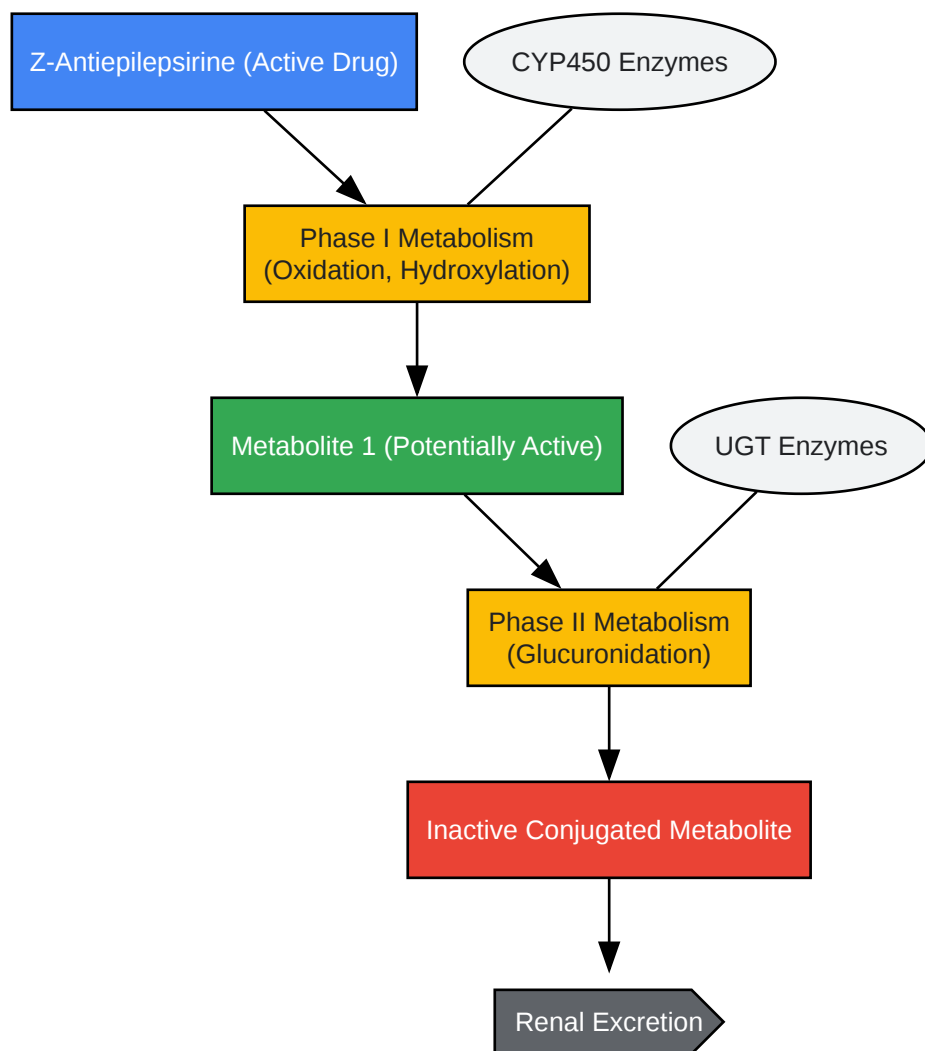 Z-Antiepilepsirine (Active Drug)
CYP450 Enzymes
Phase I Metabolism
(Oxidation, Hydroxylation)
Metabolite 1 (Potentially Active)
UGT Enzymes
Phase II Metabolism
(Glucuronidation)
Inactive Conjugated Metabolite
Renal Excretion